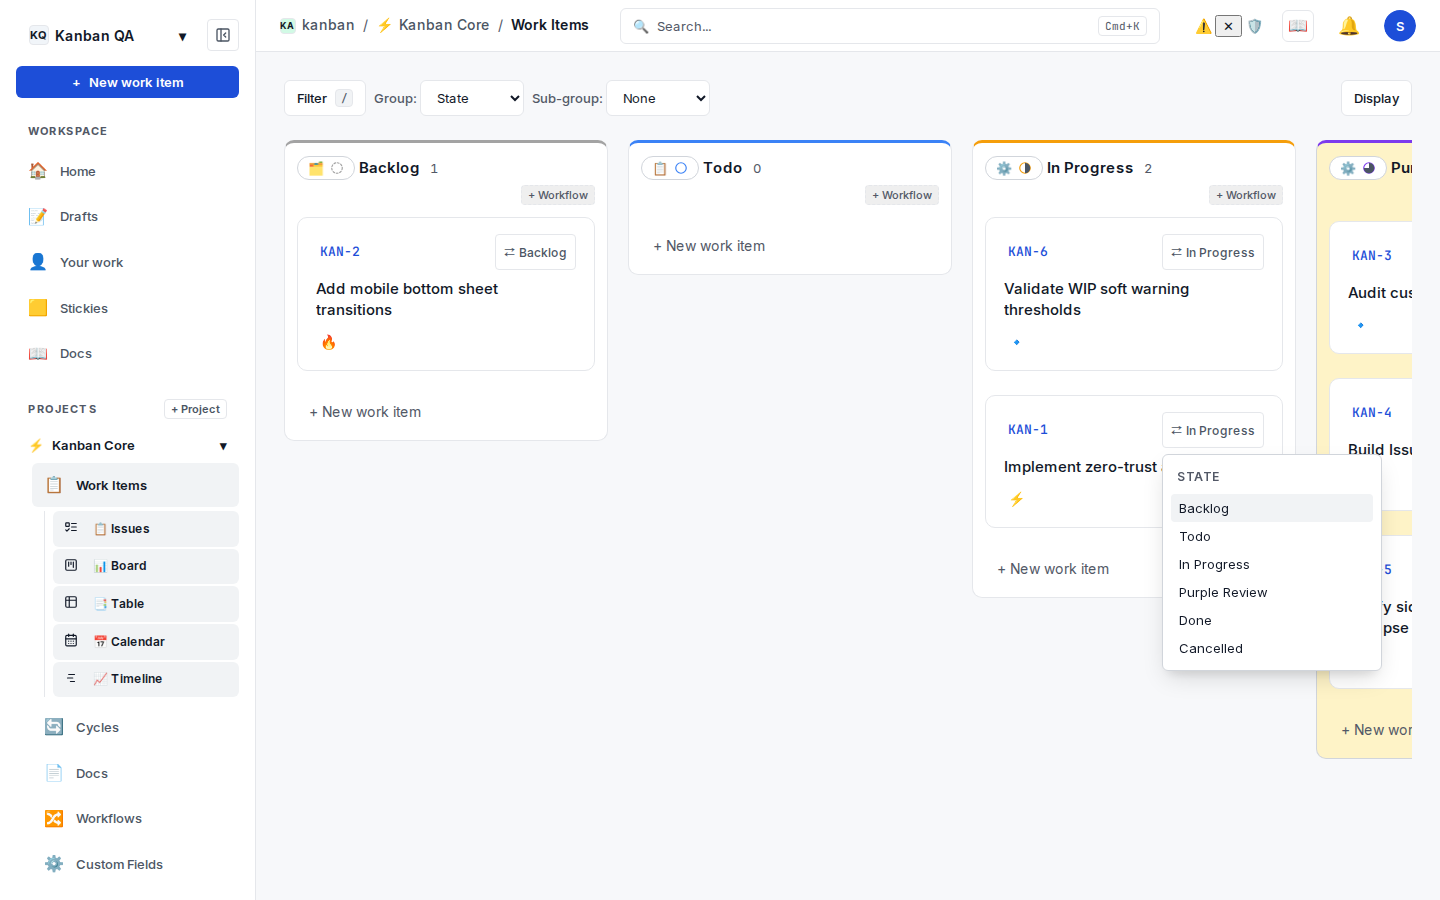 KQ Kanban QA ▾
+ New work item
WORKSPACE
Home
Drafts
Your work
Stickies
Docs
PROJECTS
+ Project
Kanban Core ▾
Work Items
Issues
Board
Table
Calendar
Timeline
Cycles
Docs
Workflows
Custom Fields
KA kanban / ⚡ Kanban Core / Work Items
Search...
Cmd+K
✕
S
Filter /
Group: State
Sub-group: None
Display
Backlog 1
+ Workflow
KAN-2
⇄ Backlog
Add mobile bottom sheet
transitions
+ New work item
Todo 0
+ Workflow
+ New work item
In Progress 2
+ Workflow
KAN-6
⇄ In Progress
Validate WIP soft warning
thresholds
KAN-1
⇄ In Progress
Implement zero-trust
+ New work item
STATE
Backlog
Todo
In Progress
Purple Review
Done
Cancelled
KAN-3
KAN-4
+ New